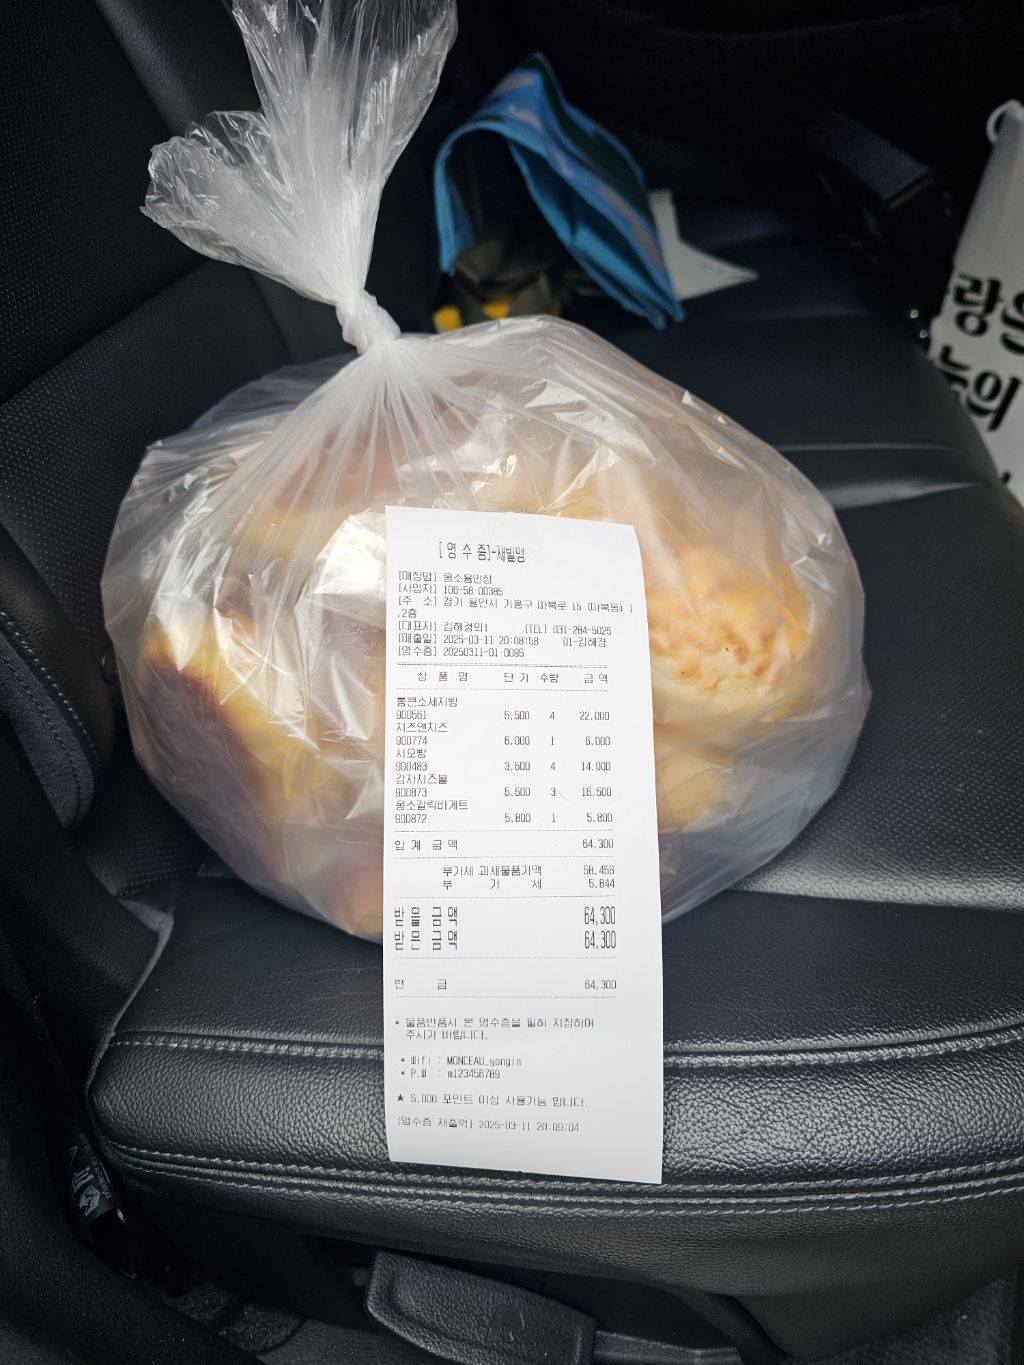 [영 수 증]-재발행
[매장명] 몽소용인점
[사업자] 106-58-00385
[주 소] 경기 용인시 기흥구 마북로 15 (마북동) 1
,2층
[대표자] 김해경외1 [TEL] 031-284-5025
[매출일] 2025-03-11 20:08:58 01-김해경
[영수증] 20250311-01-0095
상 품 명 단 가 수량 금 액
통큰소세지빵
900561 5,500 4 22,000
치즈앤치즈
900774 6,000 1 6,000
시오빵
900483 3,500 4 14,000
감자치즈볼
900873 5,500 3 16,500
몽소갈릭바게트
900872 5,800 1 5,800
합 계 금 액 64,300
부가세 과세물품가액 58,456
부 가 세 5,844
받 을 금 액 64,300
받 은 금 액 64,300
현 금 64,300
* 물품반품시 본 영수증을 필히 지참하여
주시기 바랍니다.
* Wifi : MONCEAU_yongin
* P.W : m123456789
★ 5,000 포인트 이상 사용가능 합니다.
[영수증 재출력] 2025-03-11 20:09:04
랑은
의